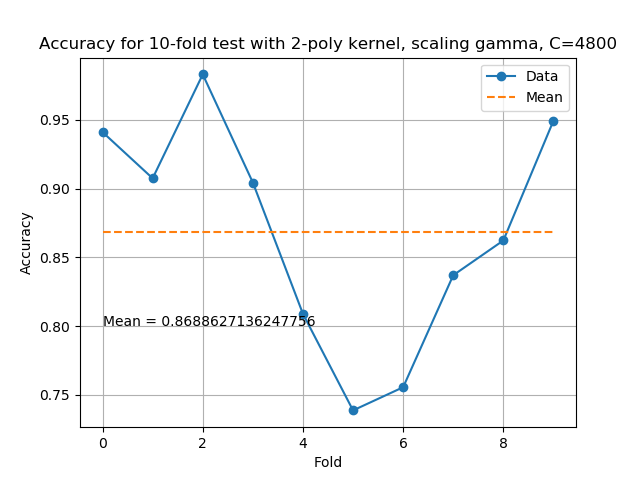 Accuracy for 10-fold test with 2-poly kernel, scaling gamma, C=4800
Data
Mean
0.95
0.90
0.85
0.80
0.75
Accuracy
Mean = 0.8688627136247756
0 2 4 6 8
Fold